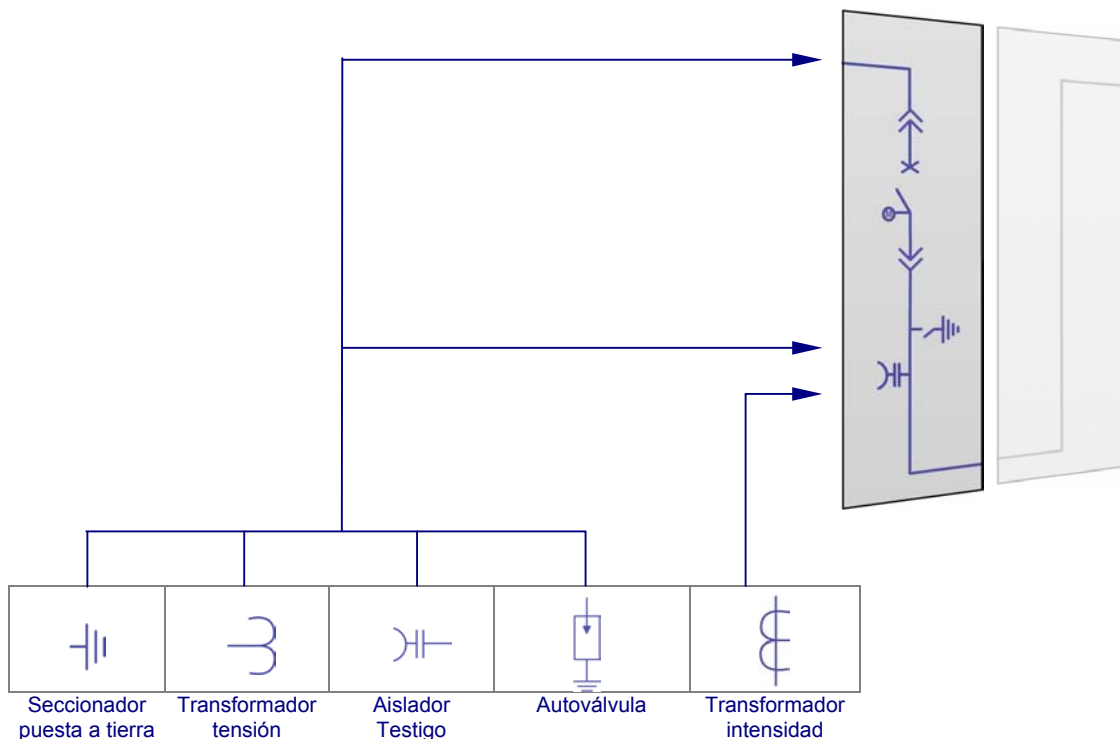 M
Seccionador
puesta a tierra
Transformador
tensión
Aislador
Testigo
Autoválvula
Transformador
intensidad